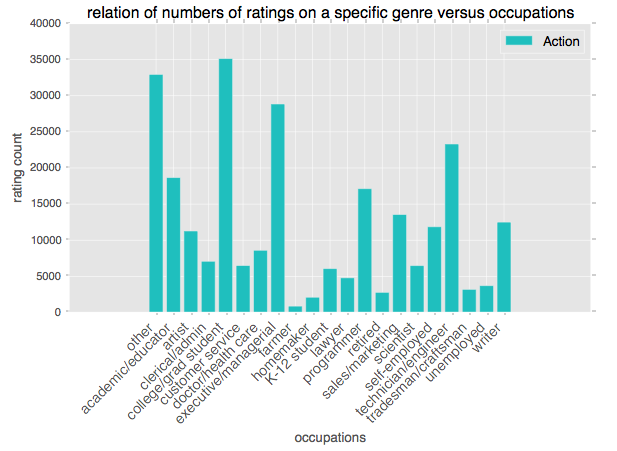 relation of numbers of ratings on a specific genre versus occupations
Action
rating count
40000
35000
30000
25000
20000
15000
10000
5000
0
other
academic/educator
artist
clerical/admin
college/grad student
customer service
doctor/health care
executive/managerial
farmer
homemaker
K-12 student
lawyer
programmer
retired
sales/marketing
scientist
self-employed
technician/engineer
tradesman/craftsman
unemployed
writer
occupations